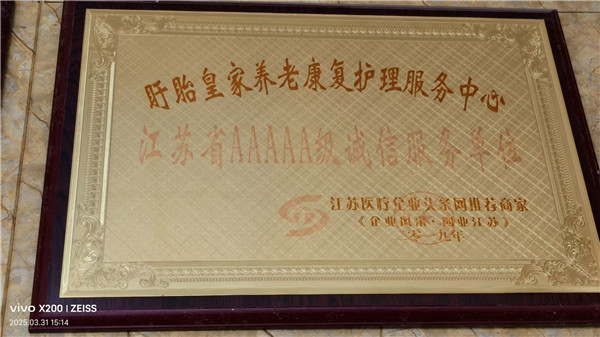 盱眙皇家养老康复护理服务中心
江苏省AAAAA级诚信服务单位
江苏医疗企业头条网推荐商家
《企业风采·网业江苏》
二〇一九年
vivo X200 | ZEISS
2025.03.31 15:14